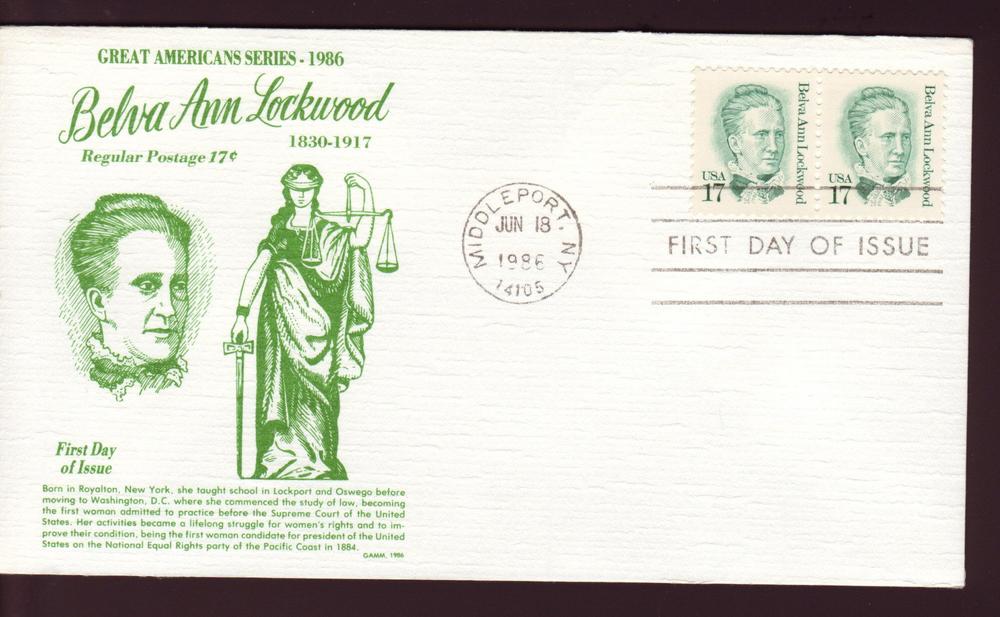 GREAT AMERICANS SERIES - 1986
Belva Ann Lockwood
1830-1917
Regular Postage 17¢
First Day
of Issue
Born in Royalton, New York, she taught school in Lockport and Oswego before
moving to Washington, D.C. where she commenced the study of law, becoming
the first woman admitted to practice before the Supreme Court of the United
States. Her activities became a lifelong struggle for women's rights and to im-
prove their condition, being the first woman candidate for president of the United
States on the National Equal Rights party of the Pacific Coast in 1884.
GAMM, 1986
MIDDLEPORT, NY
JUN 18
1986
14105
Belva Ann Lockwood
USA
17
Belva Ann Lockwood
USA
17
FIRST DAY OF ISSUE